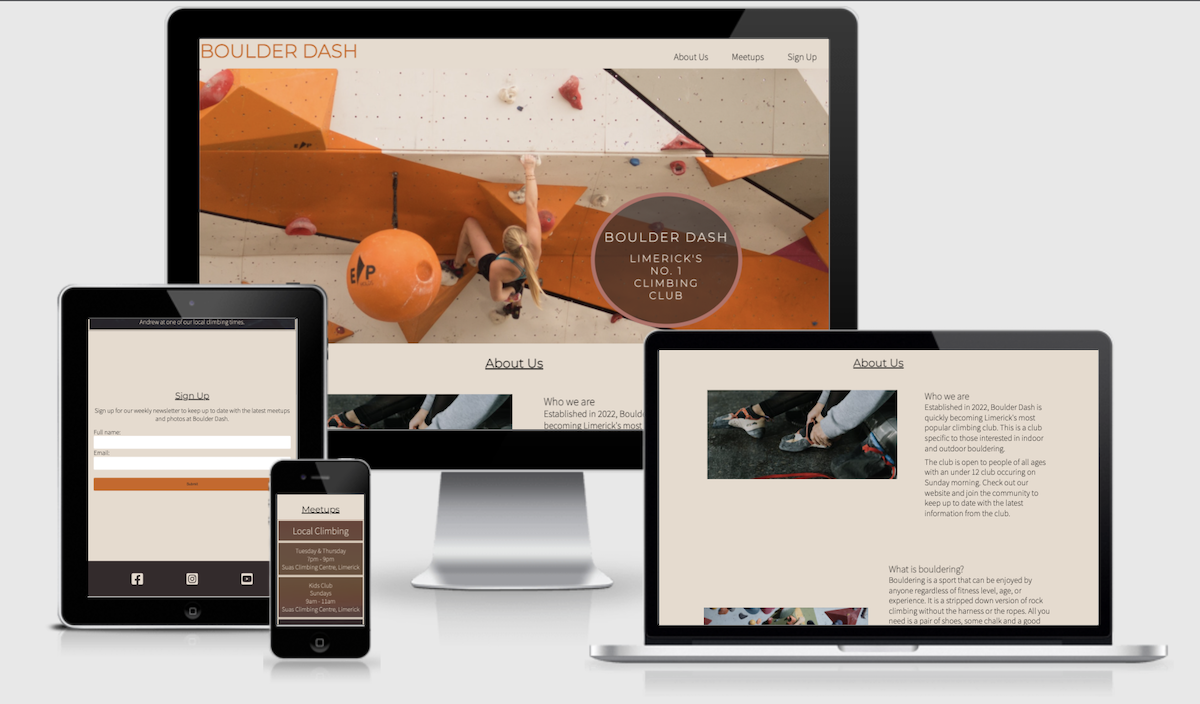 BOULDER DASH
About Us
Meetups
Sign Up
EP
BOULDER DASH
LIMERICK'S
NO. 1
CLIMBING
CLUB
About Us
Who we are
becoming Limerick's most
Andrew at one of our local climbing times.
Sign Up
Sign up for our weekly newsletter to keep up to date with the latest meetups
and photos at Boulder Dash.
Full name:
Email:
Submit
Meetups
Local Climbing
Tuesday & Thursday
7pm - 9pm
Suas Climbing Centre, Limerick
Kids Club
Sundays
9am - 11am
Suas Climbing Centre, Limerick
About Us
Who we are
Established in 2022, Boulder Dash is
quickly becoming Limerick's most
popular climbing club. This is a club
specific to those interested in indoor
and outdoor bouldering.
The club is open to people of all ages
with an under 12 club occuring on
Sunday morning. Check out our
website and join the community to
keep up to date with the latest
information from the club.
What is bouldering?
Bouldering is a sport that can be enjoyed by
anyone regardless of fitness level, age, or
experience. It is a stripped down version of rock
climbing without the harness or the ropes. All you
need is a pair of shoes, some chalk and a good